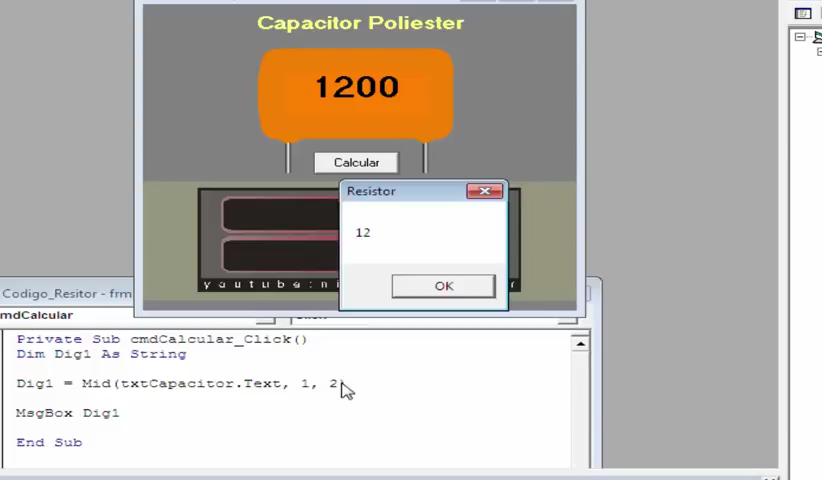 Capacitor Poliester
1200
Calcular
Resistor
12
OK
Codigo_Resitor - frm
mdCalcular
Private Sub cmdCalcular_Click()
Dim Dig1 As String
Dig1 = Mid(txtCapacitor.Text, 1, 2)
MsgBox Dig1
End Sub